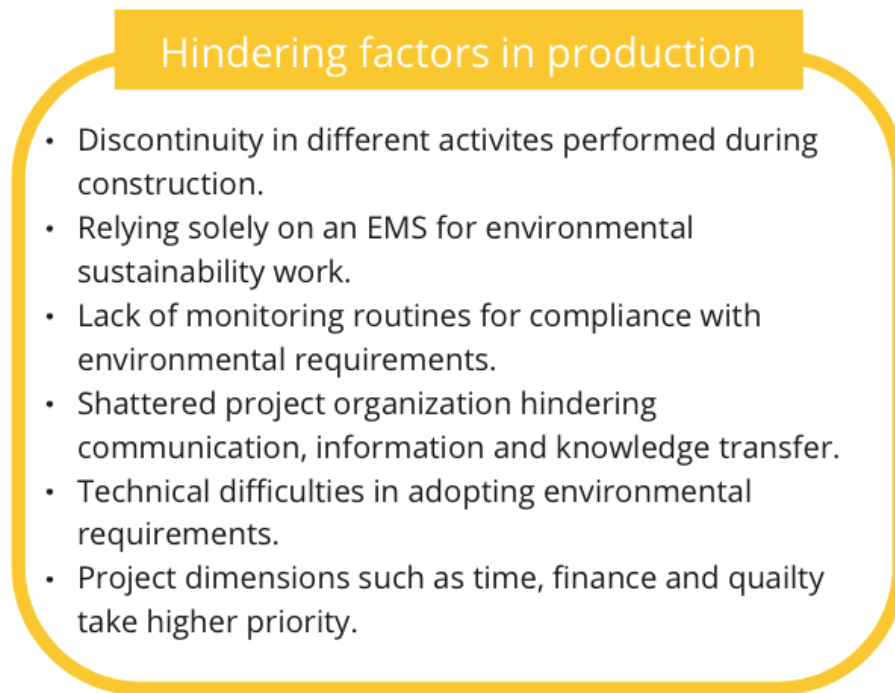 Hindering factors in production
• Discontinuity in different activites performed during
construction.
• Relying solely on an EMS for environmental
sustainability work.
• Lack of monitoring routines for compliance with
environmental requirements.
• Shattered project organization hindering
communication, information and knowledge transfer.
• Technical difficulties in adopting environmental
requirements.
• Project dimensions such as time, finance and quailty
take higher priority.